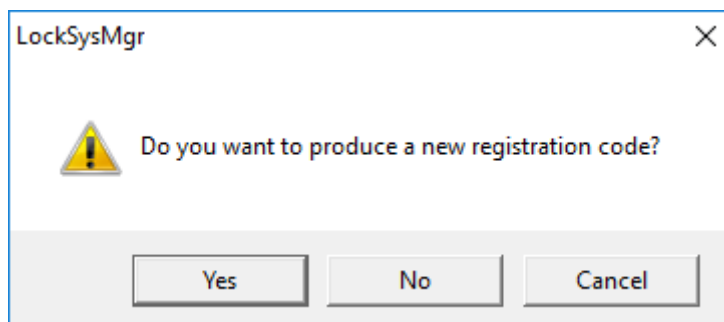 LockSysMgr
Do you want to produce a new registration code?
Yes
No
Cancel